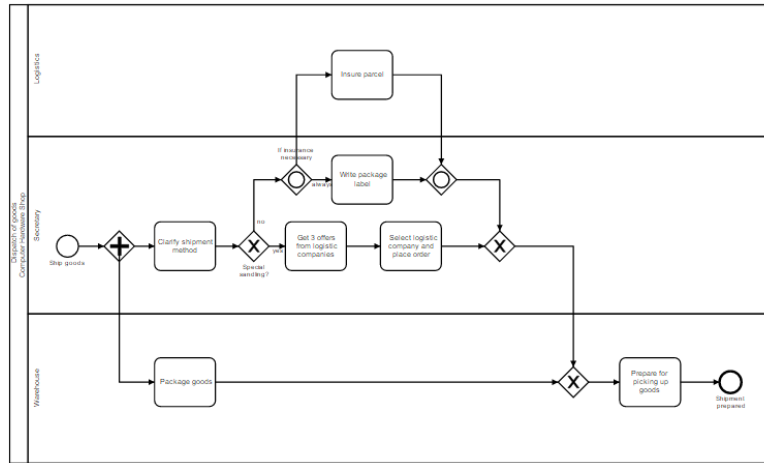 Dispatch of goods
Computer Hardware Shop
Logistics
Insure parcel
Secretary
If insurance
necessary
always
Write package
label
no
Ship goods
Clarify shipment
method
Special
sandling?
yes
Get 3 offers
from logistic
companies
Select logistic
company and
place order
Warehouse
Package goods
Prepare for
picking up
goods
Shipment
prepared